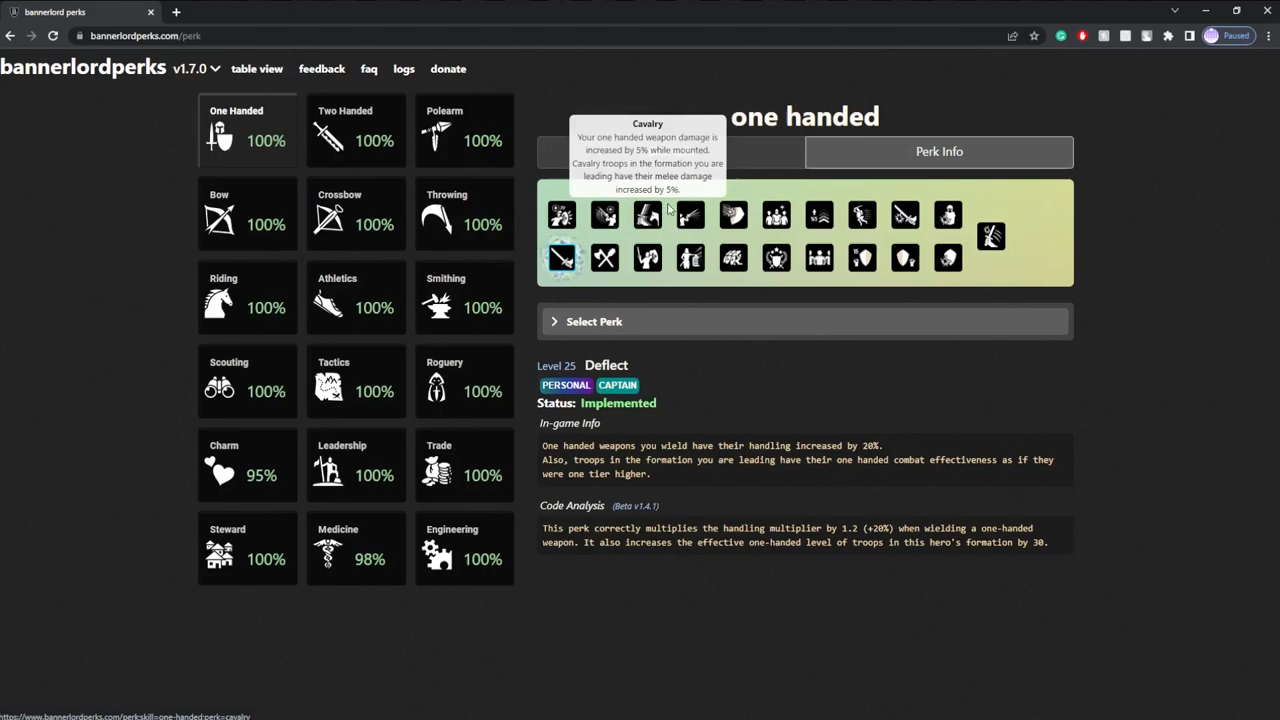 bannerlord perks
bannerlordperks.com/perk
Paused
bannerlordperks v1.7.0 table view feedback faq logs donate
One Handed
100%
Two Handed
100%
Polearm
100%
Bow
100%
Crossbow
100%
Throwing
100%
Riding
100%
Athletics
100%
Smithing
100%
Scouting
100%
Tactics
100%
Roguery
100%
Charm
95%
Leadership
100%
Trade
100%
Steward
100%
Medicine
98%
Engineering
100%
one handed
Perk Info
Cavalry
Your one handed weapon damage is
increased by 5% while mounted.
Cavalry troops in the formation you are
leading have their melee damage
increased by 5%.
Select Perk
Level 25 Deflect
PERSONAL CAPTAIN
Status: Implemented
In-game Info
One handed weapons you wield have their handling increased by 20%.
Also, troops in the formation you are leading have their one handed combat effectiveness as if they
were one tier higher.
Code Analysis (Beta v1.4.1)
This perk correctly multiplies the handling multiplier by 1.2 (+20%) when wielding a one-handed
weapon. It also increases the effective one-handed level of troops in this hero's formation by 30.
https://www.bannerlordperks.com/perk;skill=one-handed;perk=cavalry